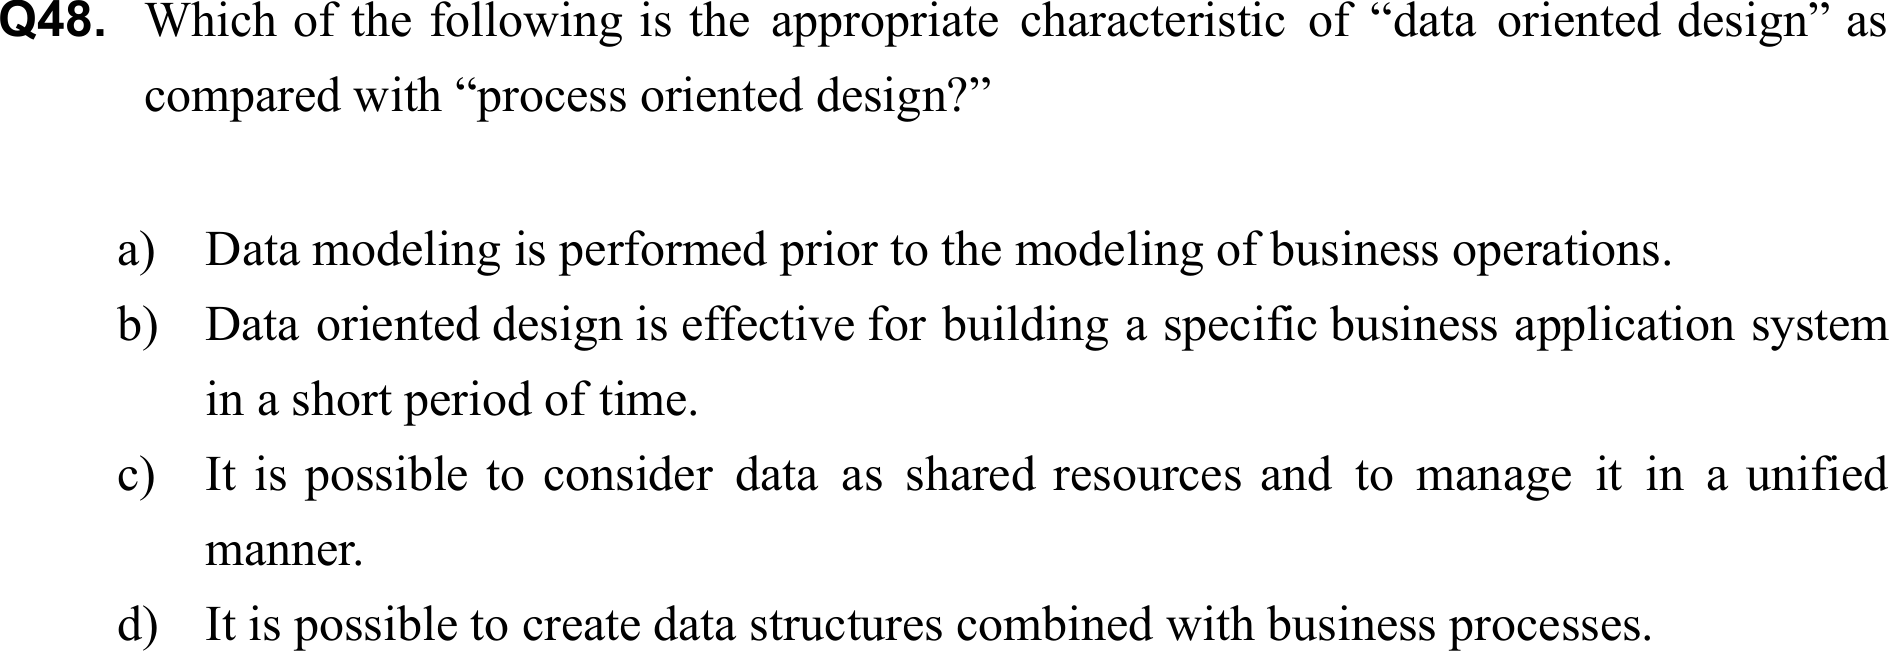 Q48. Which of the following is the appropriate characteristic of “data oriented design” as
compared with “process oriented design?”
a) Data modeling is performed prior to the modeling of business operations.
b) Data oriented design is effective for building a specific business application system
in a short period of time.
c) It is possible to consider data as shared resources and to manage it in a unified
manner.
d) It is possible to create data structures combined with business processes.